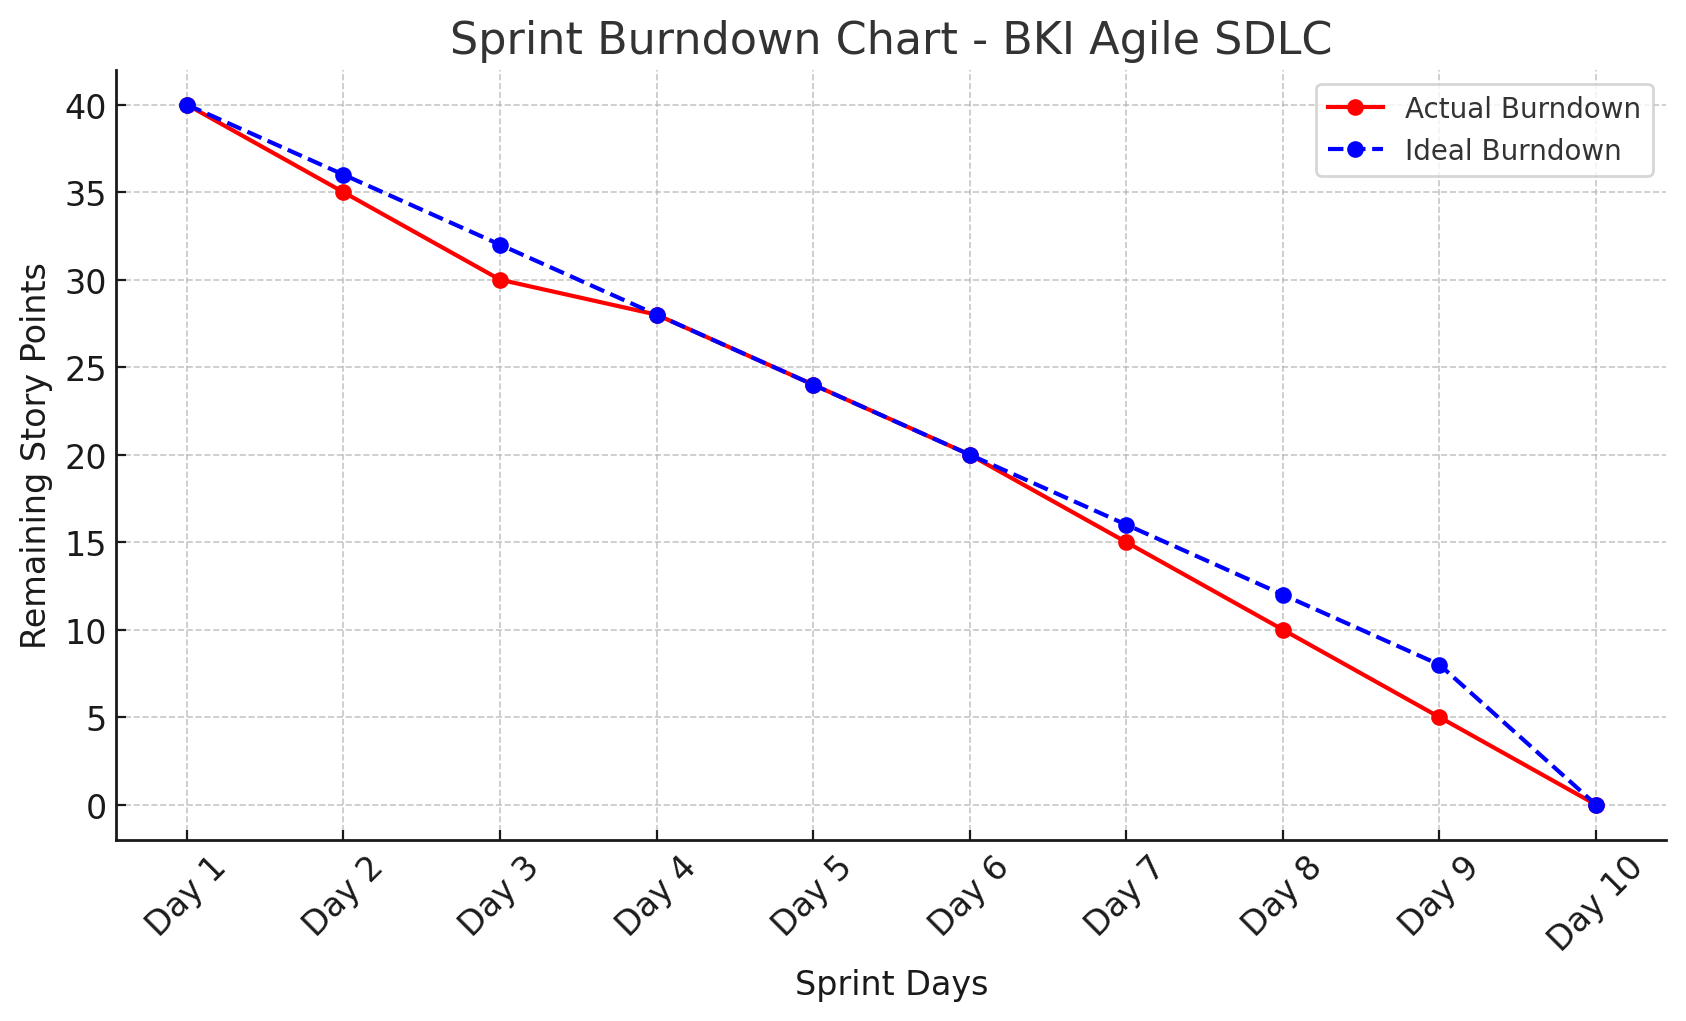 Sprint Burndown Chart - BKI Agile SDLC
Actual Burndown
Ideal Burndown
Remaining Story Points
40
35
30
25
20
15
10
5
0
Day 1
Day 2
Day 3
Day 4
Day 5
Day 6
Day 7
Day 8
Day 9
Day 10
Sprint Days